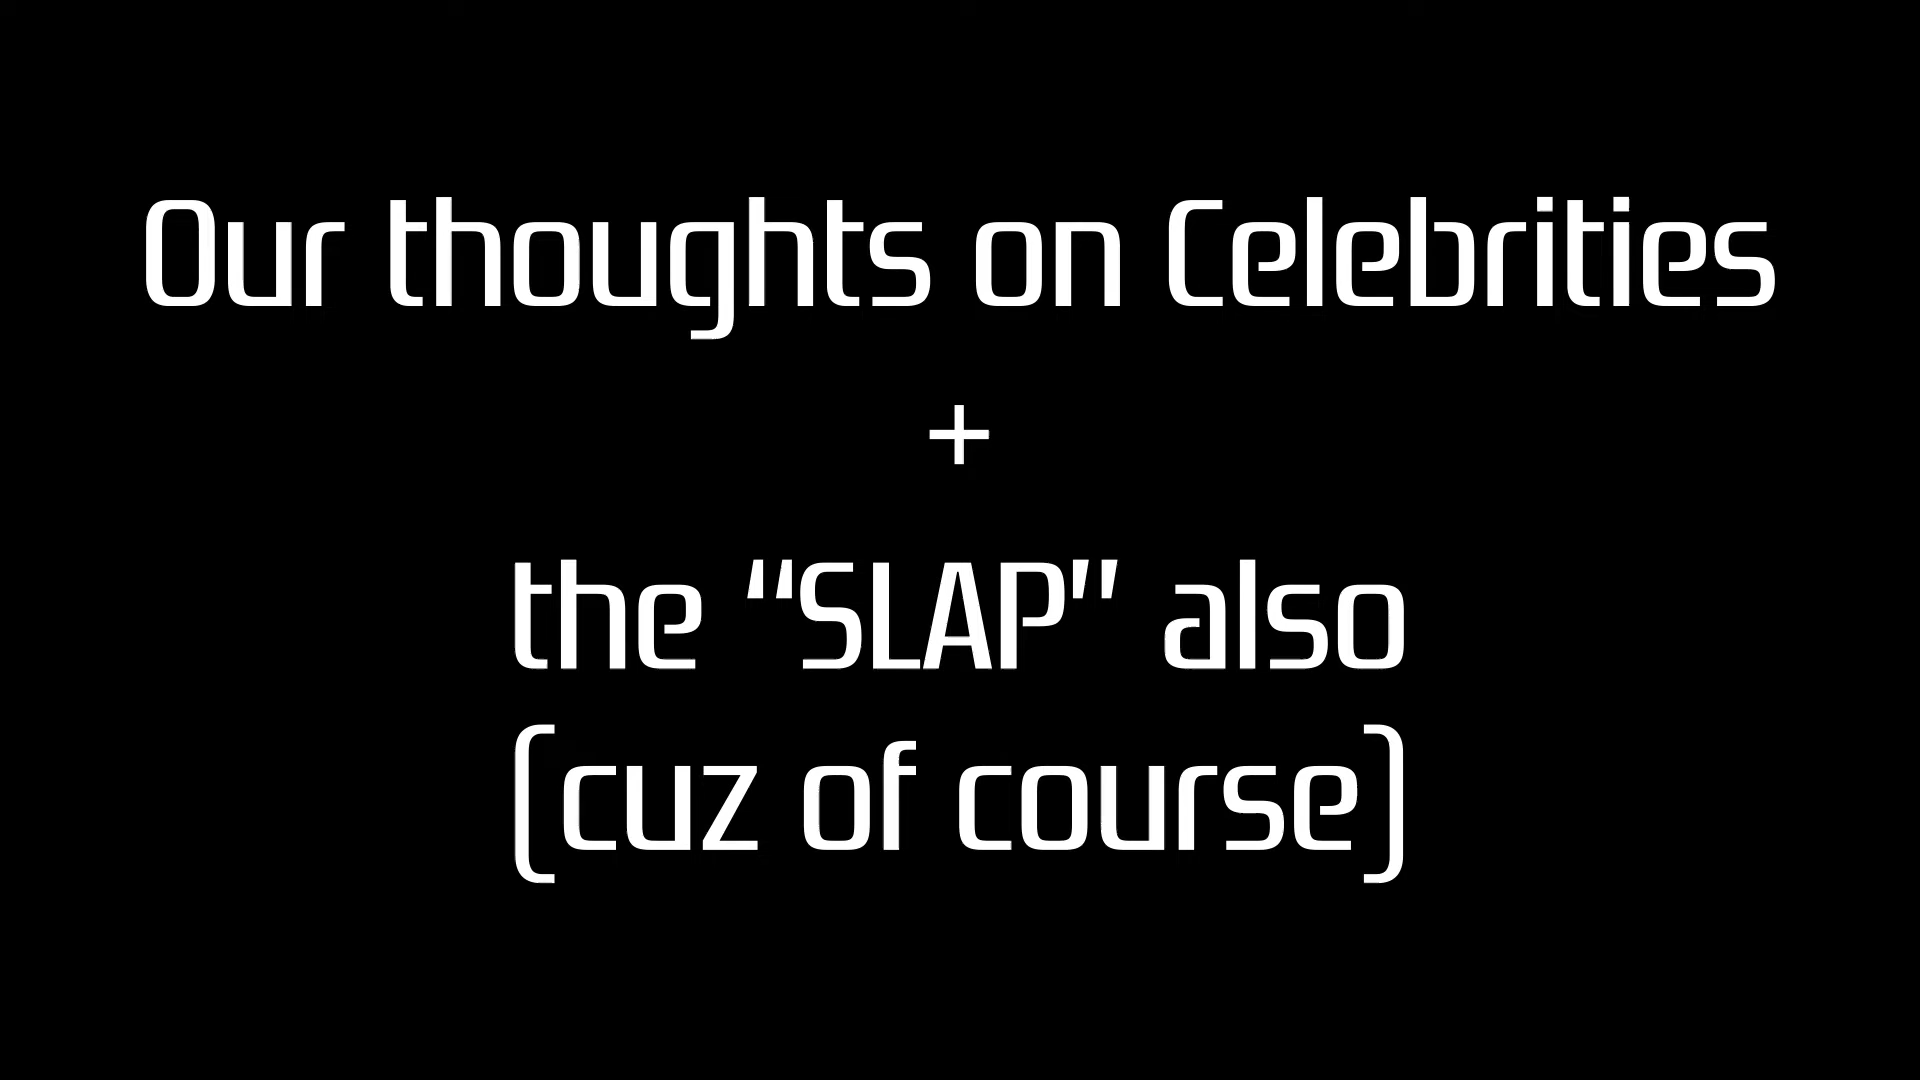 Our thoughts on Celebrities
+
the “SLAP” also
(cuz of course)